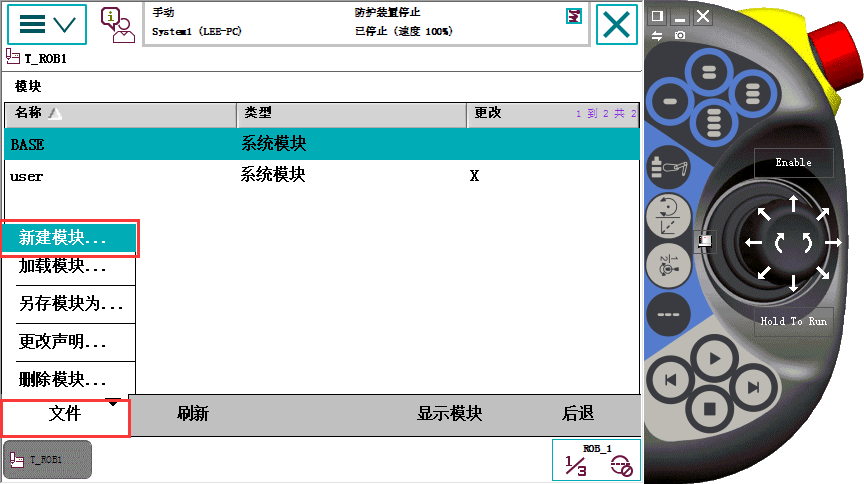 手动
防护装置停止
System1 (LEE-PC)
已停止 (速度 100%)
T_ROB1
模块
名称 类型 更改 1 到 2 共 2
BASE 系统模块
user 系统模块 X
新建模块...
加载模块...
另存模块为...
更改声明...
删除模块...
文件 刷新 显示模块 后退
T_ROB1
ROB_1
1/3
Enable
1/2
Hold To Run